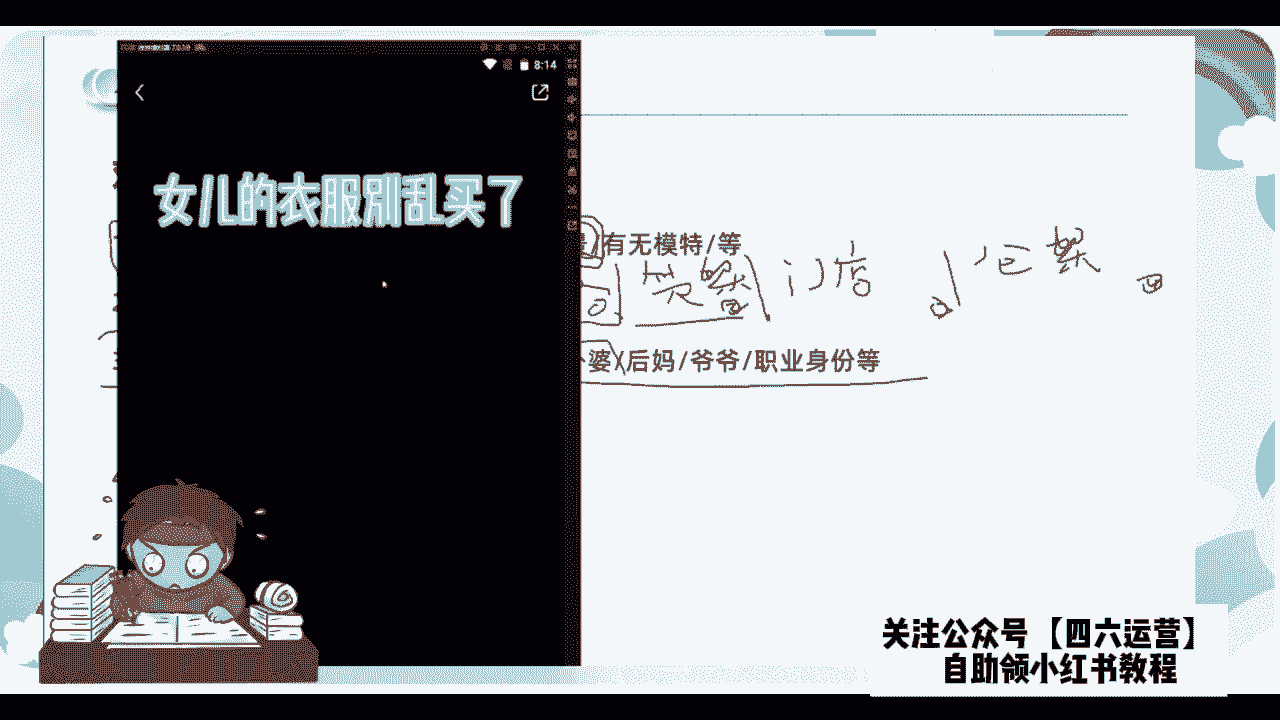 8:14
女儿的衣服别乱买了
/有无模特/等
门店
婆/后妈/爷爷/职业身份等
关注公众号【四六运营】
自助领小红书教程